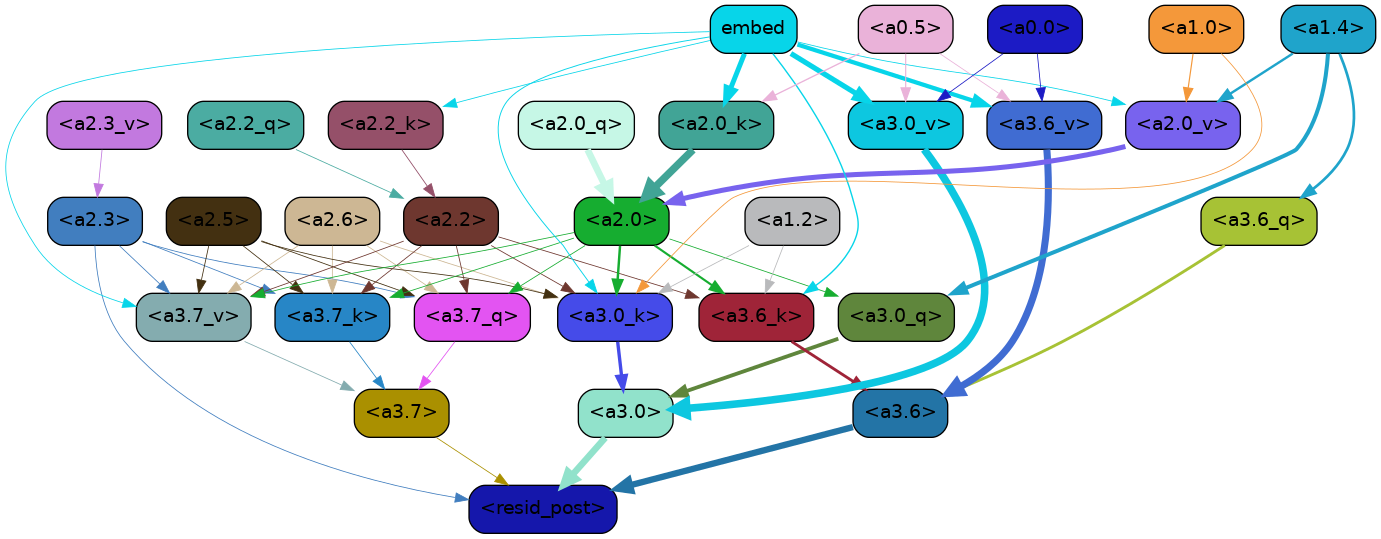 embed <a0.5> <a0.0> <a1.0> <a1.4>
<a2.3_v> <a2.2_q> <a2.2_k> <a2.0_q> <a2.0_k> <a3.0_v> <a3.6_v> <a2.0_v>
<a2.3> <a2.5> <a2.6> <a2.2> <a2.0> <a1.2> <a3.6_q>
<a3.7_v> <a3.7_k> <a3.7_q> <a3.0_k> <a3.6_k> <a3.0_q>
<a3.7> <a3.0> <a3.6>
<resid_post>